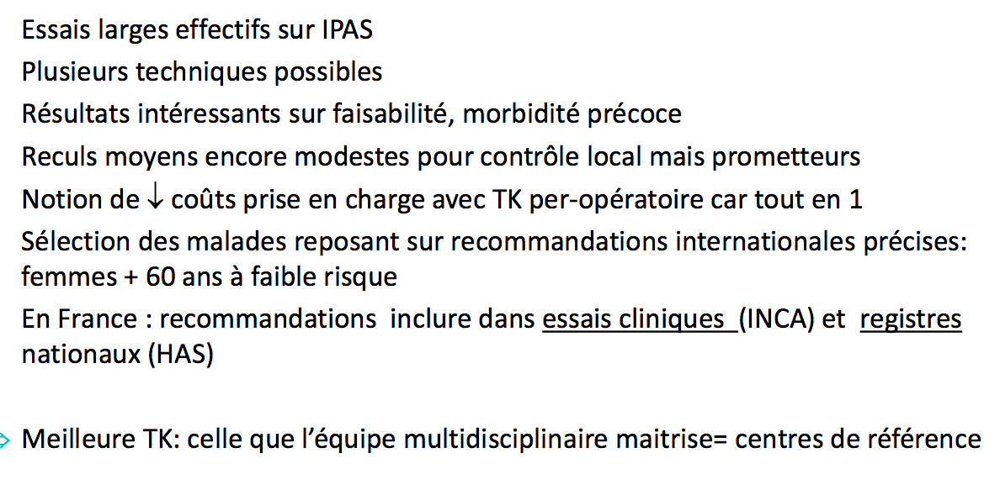 Essais larges effectifs sur IPAS
Plusieurs techniques possibles
Résultats intéressants sur faisabilité, morbidité précoce
Reculs moyens encore modestes pour contrôle local mais prometteurs
Notion de ↓ coûts prise en charge avec TK per-opératoire car tout en 1
Sélection des malades reposant sur recommandations internationales précises:
femmes + 60 ans à faible risque
En France : recommandations  inclure dans essais cliniques  (INCA) et  registres
nationaux (HAS)
Meilleure TK: celle que l’équipe multidisciplinaire maitrise= centres de référence